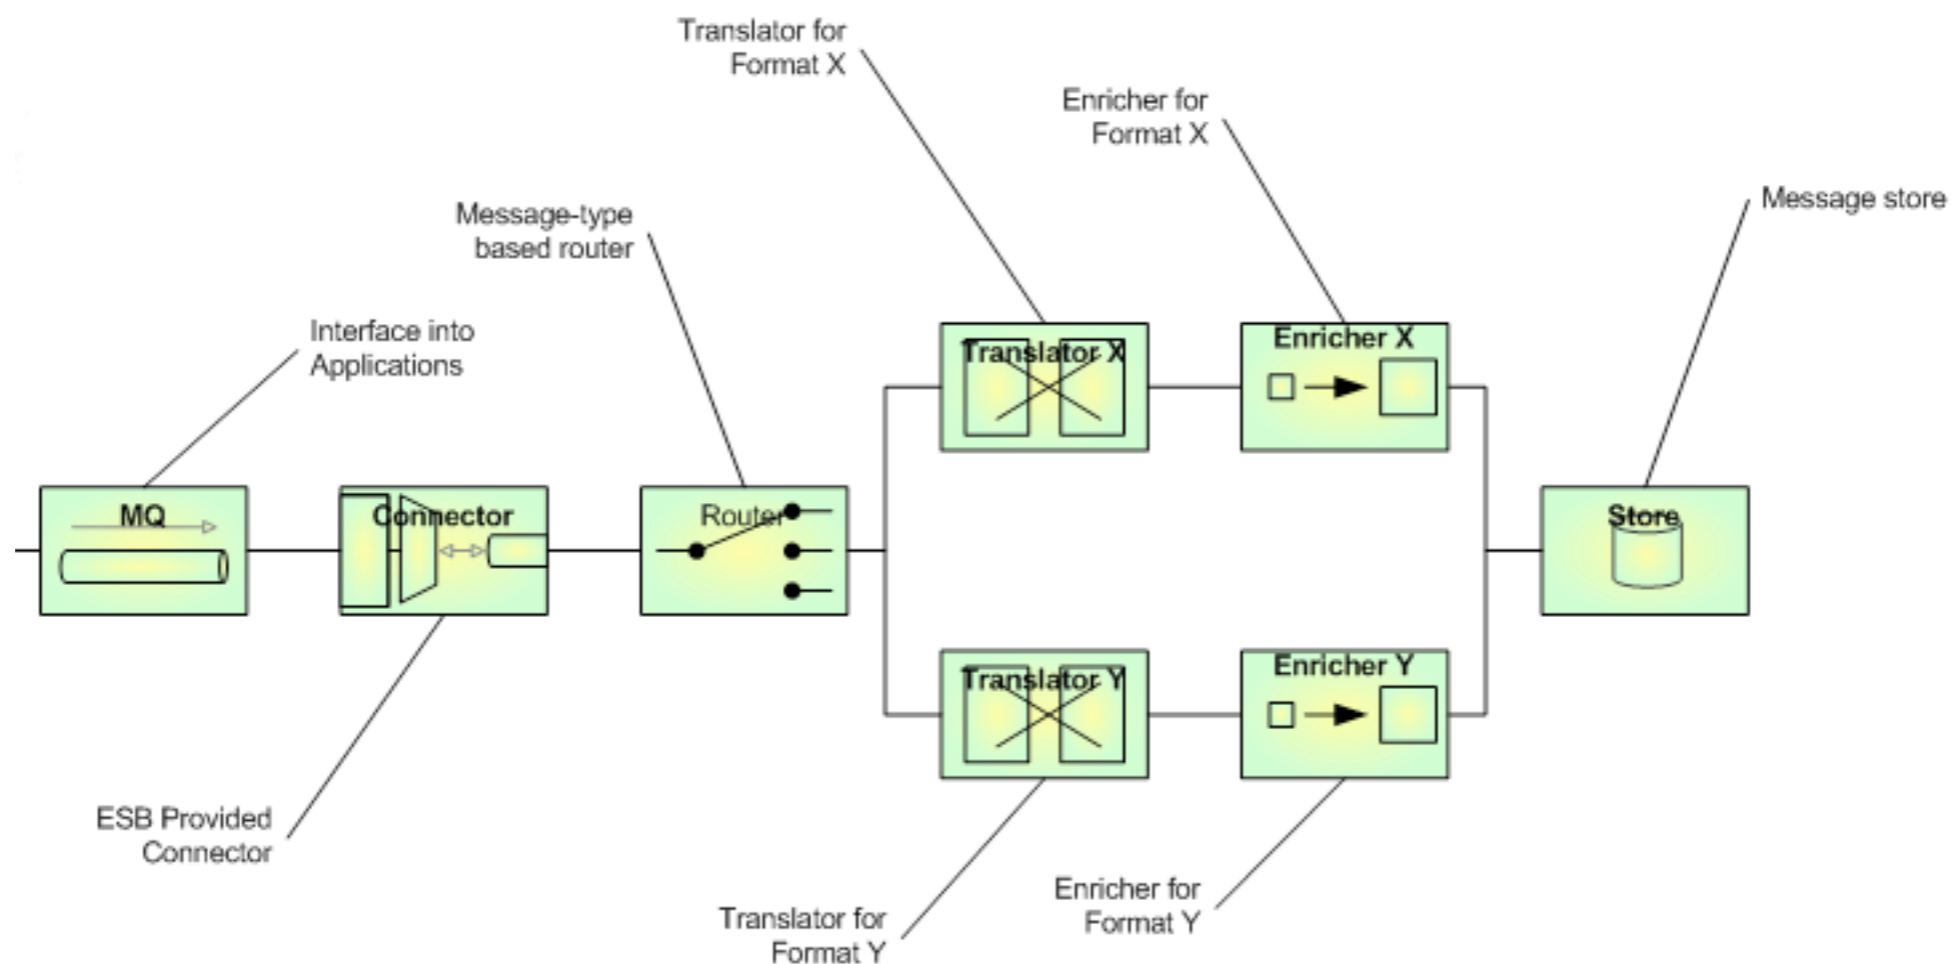 Translator for
Format X
Enricher for
Format X
Message store
Message-type
based router
Interface into
Applications
Translator X
Enricher X
MQ
Connector
Router
Store
Translator Y
Enricher Y
ESB Provided
Connector
Enricher for
Format Y
Translator for
Format Y